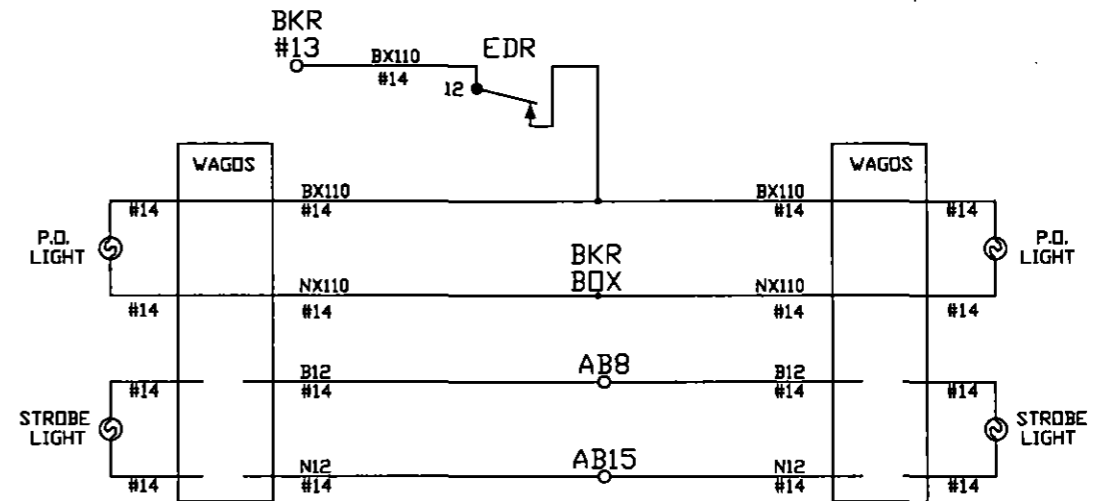 BKR
#13
BX110
#14
EDR
12
WAGOS
WAGOS
BX110
#14
#14
BX110
#14
#14
P.O.
LIGHT
BKR
BOX
P.O.
LIGHT
#14
NX110
#14
NX110
#14
#14
#14
B12
#14
AB8
B12
#14
#14
STROBE
LIGHT
STROBE
LIGHT
#14
N12
#14
AB15
N12
#14
#14